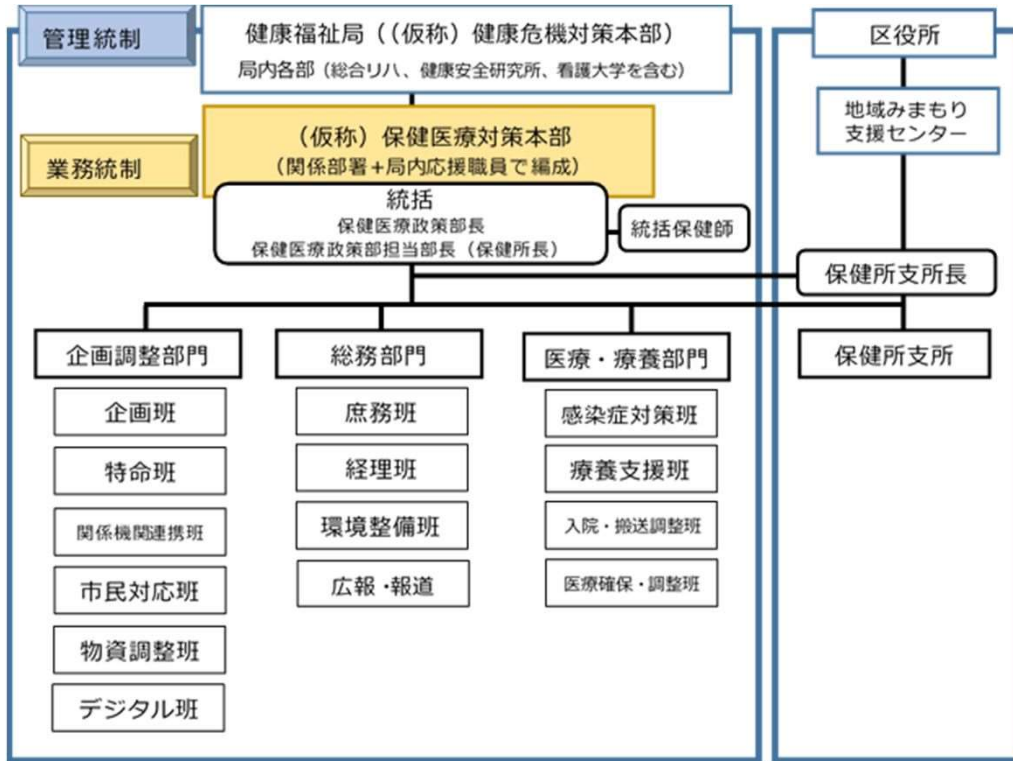 管理統制
健康福祉局（（仮称）健康危機対策本部）
局内各部（総合リハ、健康安全研究所、看護大学を含む）
業務統制
（仮称）保健医療対策本部
（関係部署＋局内応援職員で編成）
統括
保健医療政策部長
保健医療政策部担当部長（保健所長）
統括保健師
区役所
地域みまもり
支援センター
保健所支所長
保健所支所
企画調整部門
企画班
特命班
関係機関連携班
市民対応班
物資調整班
デジタル班
総務部門
庶務班
経理班
環境整備班
広報・報道
医療・療養部門
感染症対策班
療養支援班
入院・搬送調整班
医療確保・調整班